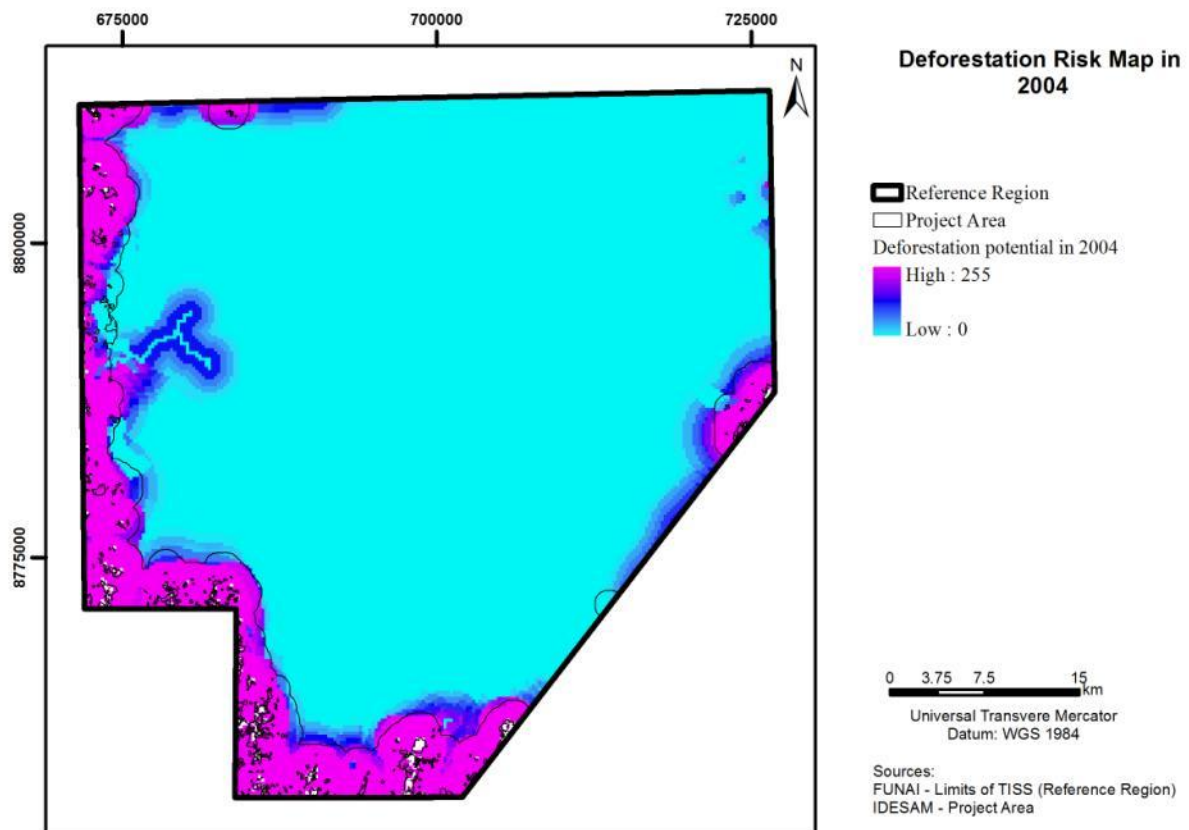 675000
700000
725000
8800000
8775000
N
Deforestation Risk Map in
2004
Reference Region
Project Area
Deforestation potential in 2004
High : 255
Low : 0
0 3.75 7.5 15
km
Universal Transvere Mercator
Datum: WGS 1984
Sources:
FUNAI - Limits of TISS (Reference Region)
IDESAM - Project Area